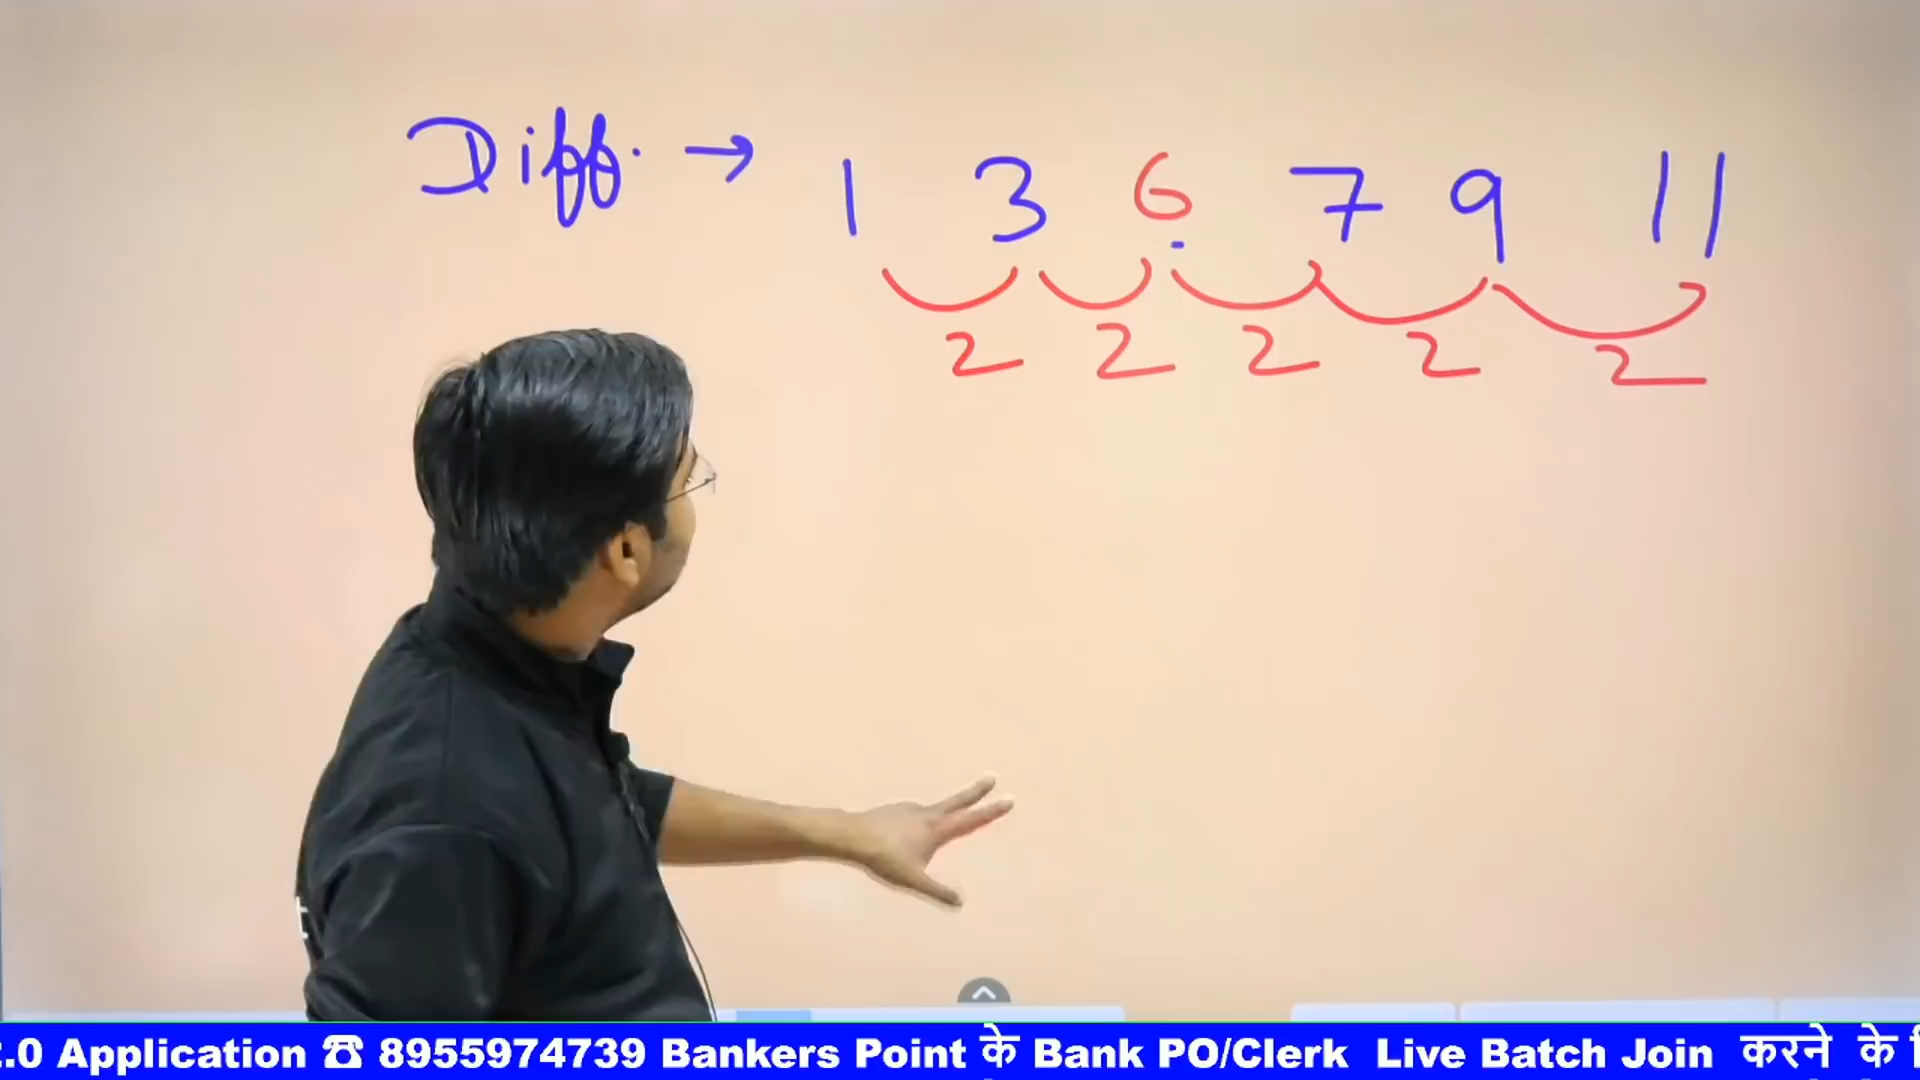 Diff. → 1 3 6 7 9 11
2 2 2 2 2
t
.0 Application ☎ 8955974739 Bankers Point के Bank PO/Clerk Live Batch Join करने के